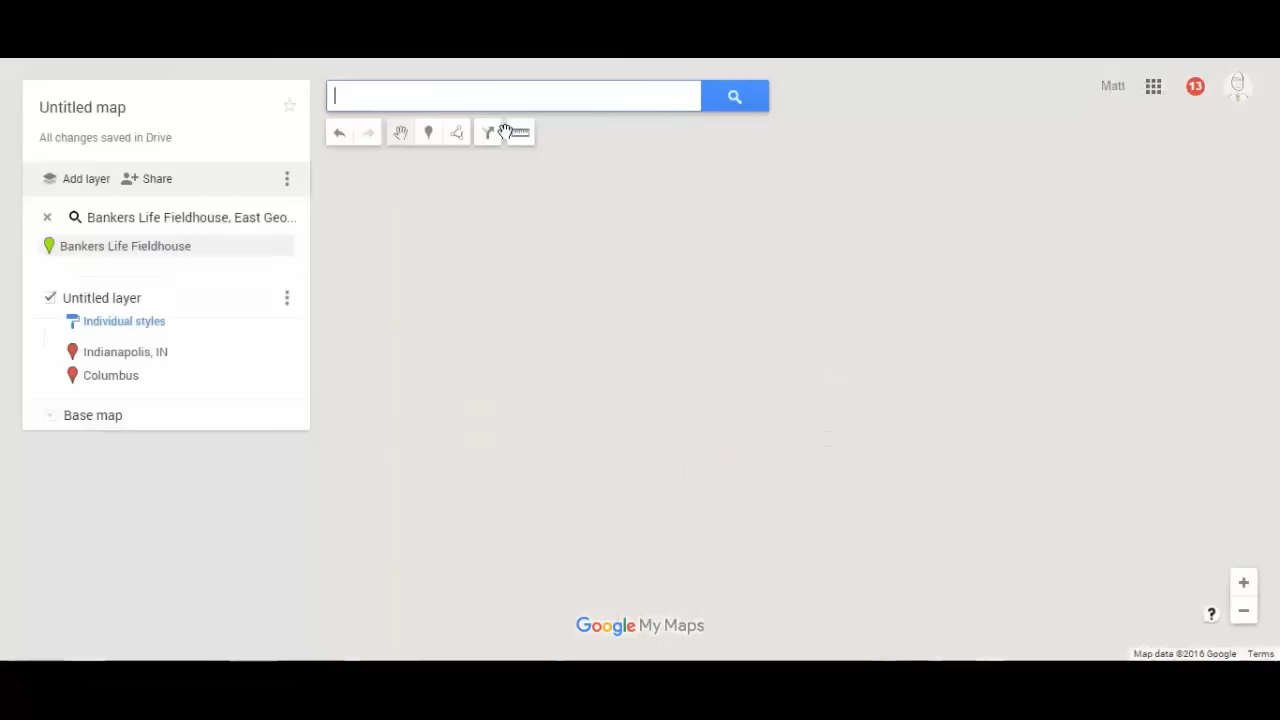 Untitled map
All changes saved in Drive
Add layer
Share
Bankers Life Fieldhouse, East Geo...
Bankers Life Fieldhouse
Untitled layer
Individual styles
Indianapolis, IN
Columbus
Base map
Matt
13
Google My Maps
?
Map data ©2016 Google
Terms